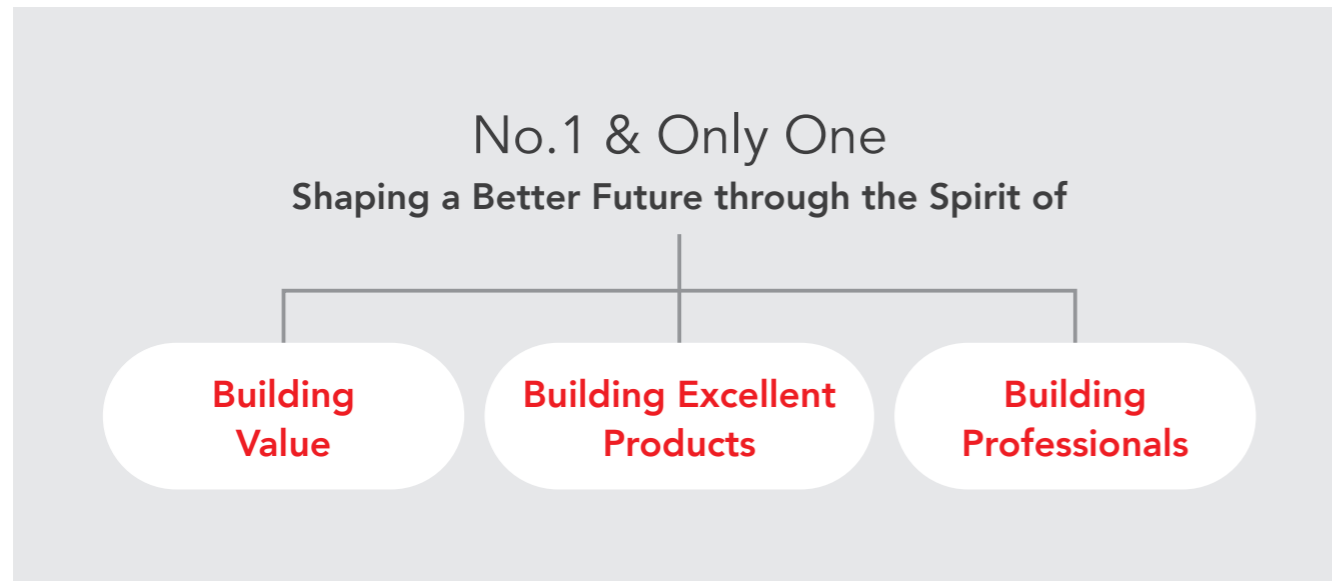 No.1 & Only One
Shaping a Better Future through the Spirit of
Building
Value
Building Excellent
Products
Building
Professionals